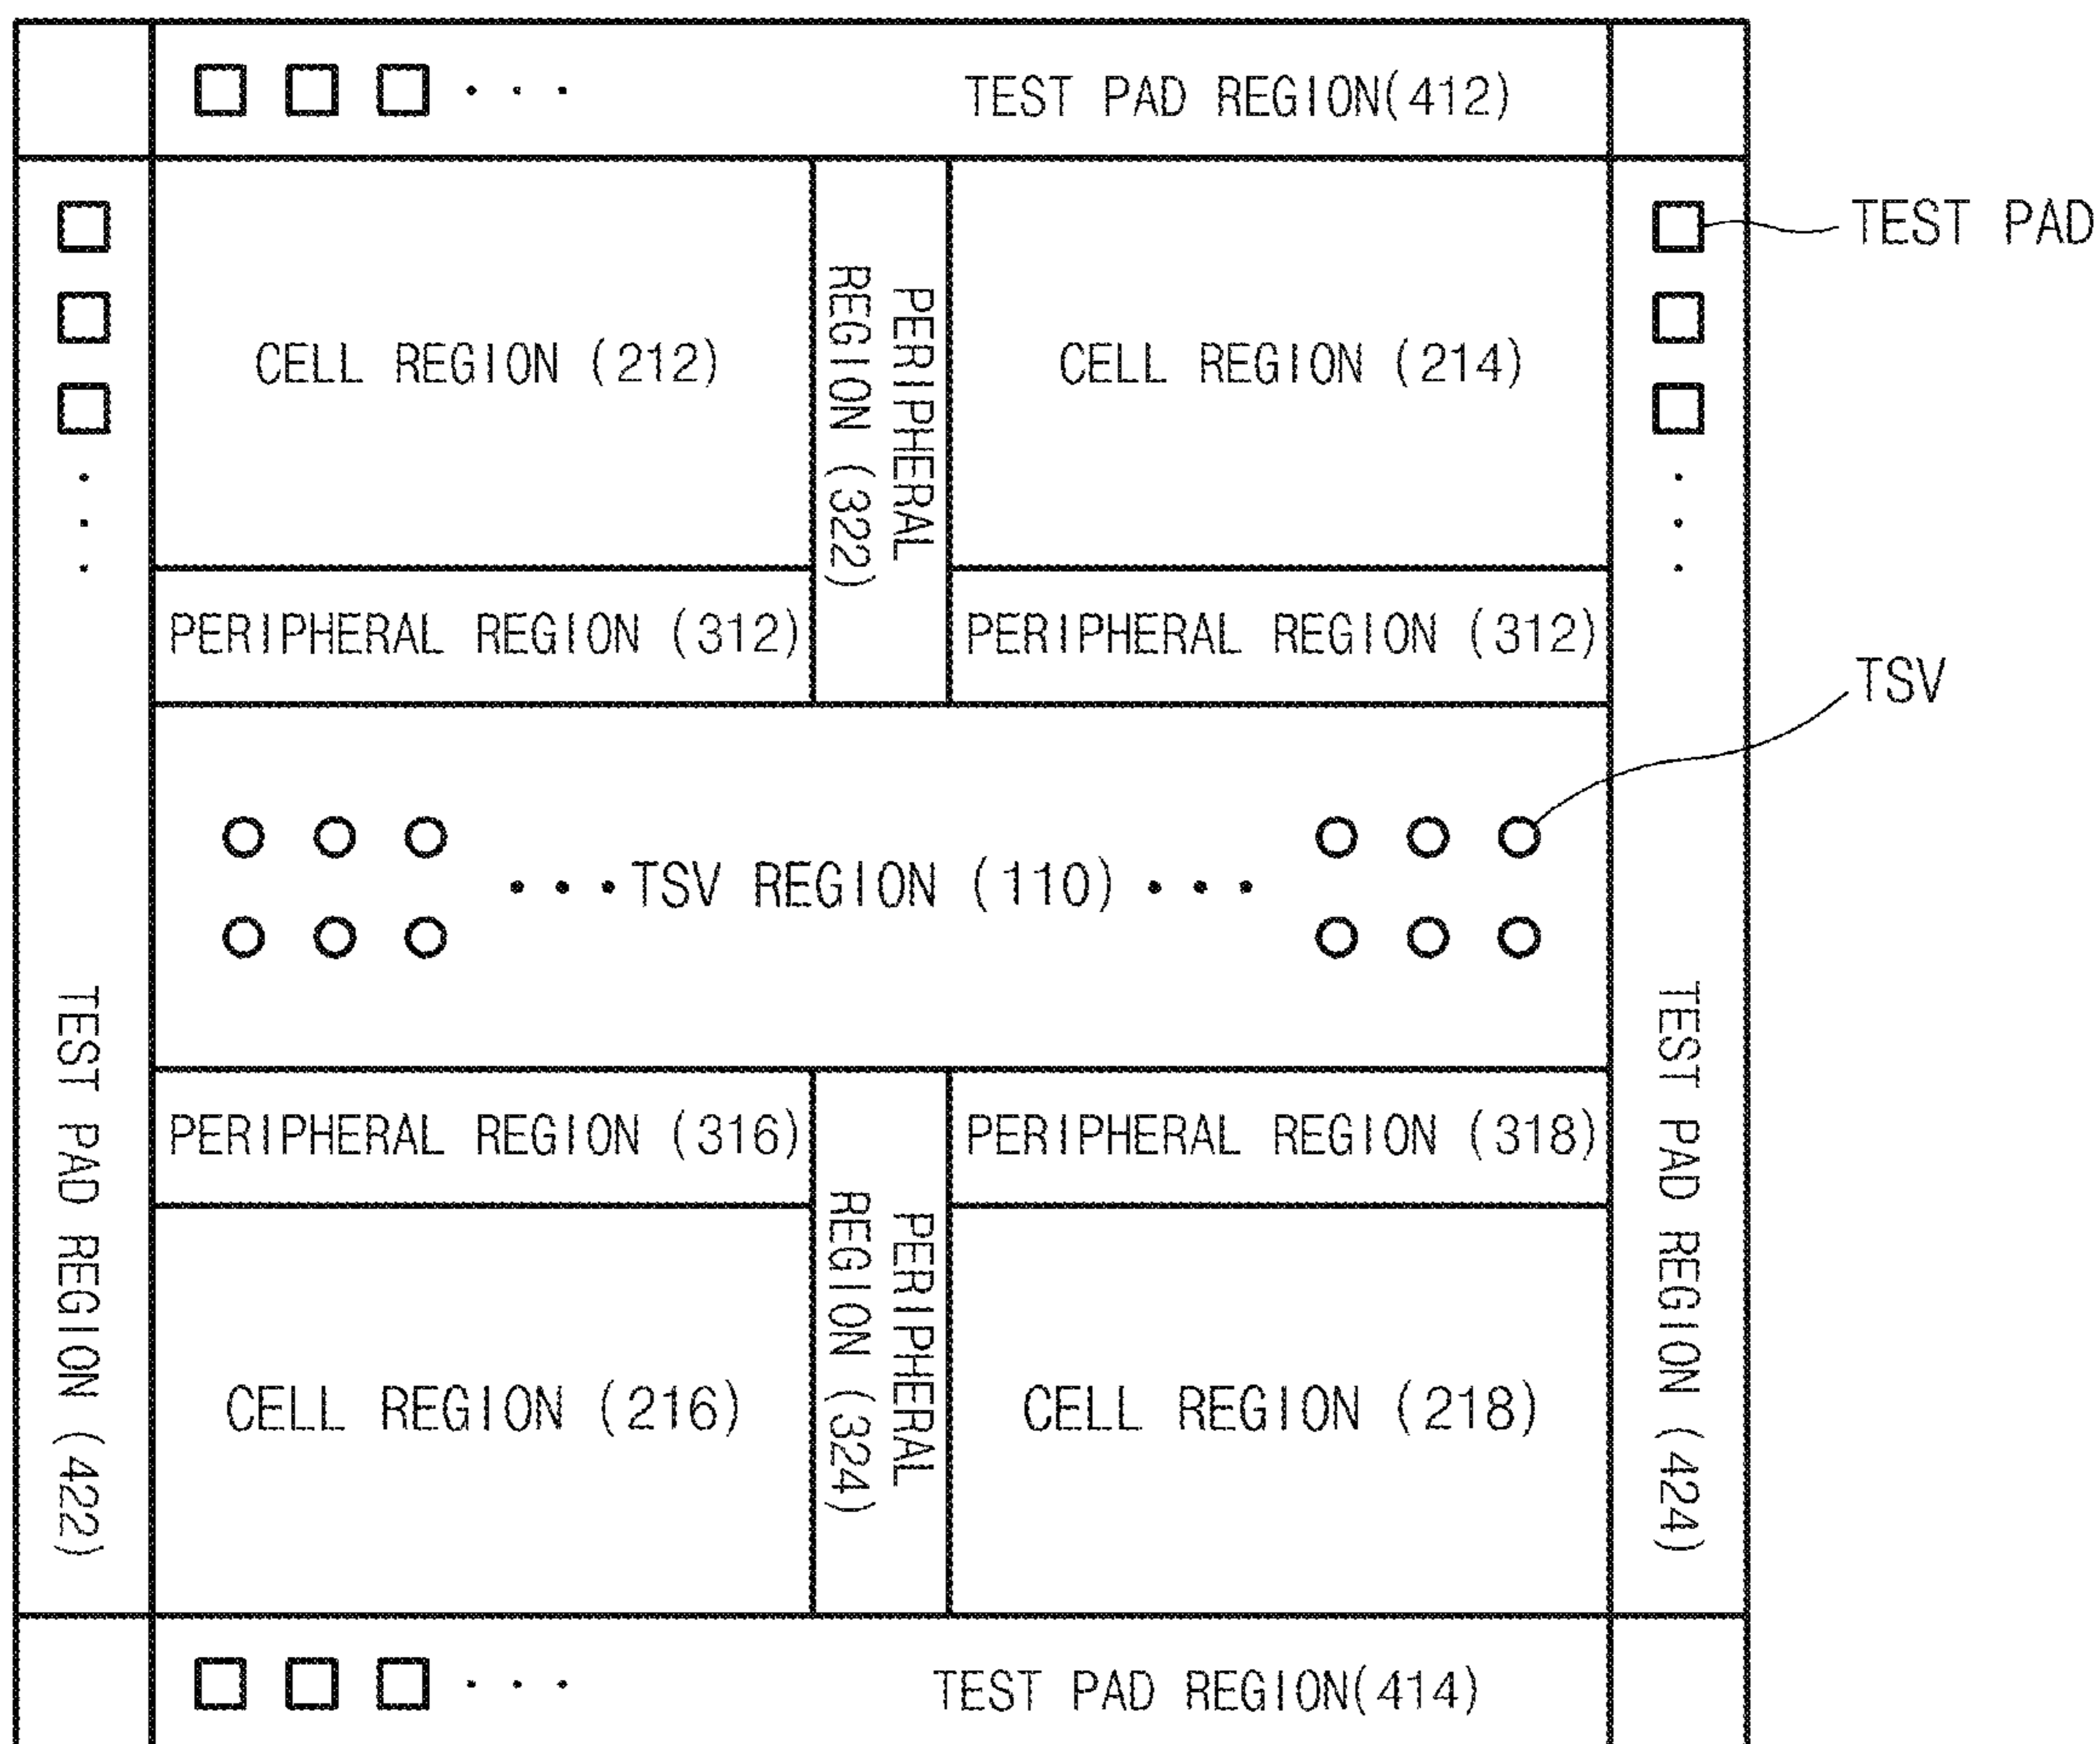 TEST PAD REGION(412)
TEST PAD
CELL REGION (212)
PERIPHERAL
REGION (322)
CELL REGION (214)
PERIPHERAL REGION (312)
PERIPHERAL REGION (312)
TSV
TSV REGION (110)
TEST PAD REGION (422)
TEST PAD REGION (424)
PERIPHERAL REGION (316)
PERIPHERAL REGION (318)
PERIPHERAL
REGION (324)
CELL REGION (216)
CELL REGION (218)
TEST PAD REGION(414)